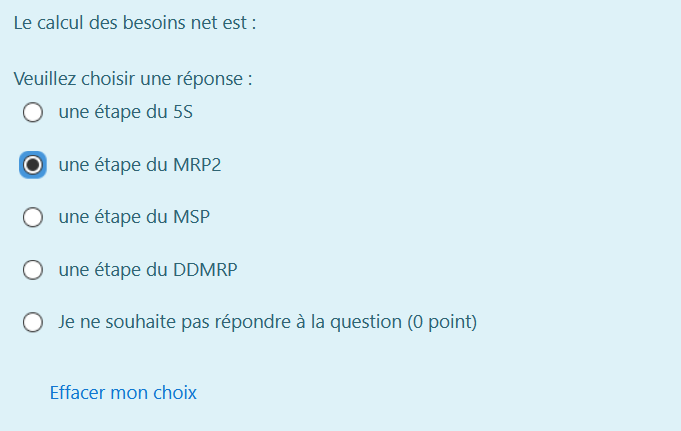 Le calcul des besoins net est :
Veuillez choisir une réponse :
une étape du 5S
une étape du MRP2
une étape du MSP
une étape du DDMRP
Je ne souhaite pas répondre à la question (0 point)
Effacer mon choix